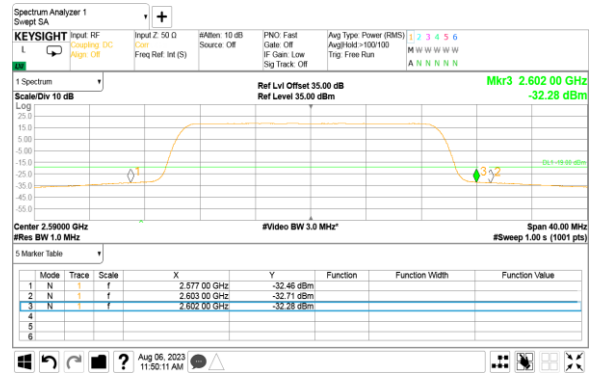 Spectrum Analyzer 1
Swept SA
KEYSIGHT Input: RF Input Z: 50 Ω #Atten: 10 dB PNO: Fast Avg Type: Power (RMS) 1 2 3 4 5 6
L Coupling: DC Corr Source: Off Gate: Off Avg|Hold:>100/100 M W W W W W
Align: Off Freq Ref: Int (S) IF Gain: Low Trig: Free Run
Sig Track: Off A N N N N N
1 Spectrum Ref Lvl Offset 35.00 dB Mkr3 2.602 00 GHz
Scale/Div 10 dB Ref Level 35.00 dBm -32.28 dBm
Log
25.0
15.0
5.00
-5.00
-15.0
-25.0 1 3 2
-35.0
-45.0
-55.0
Center 2.59000 GHz #Video BW 3.0 MHz* Span 40.00 MHz
#Res BW 1.0 MHz #Sweep 1.00 s (1001 pts)
5 Marker Table
Mode Trace Scale X Y Function Function Width Function Value
1 N 1 f 2.577 00 GHz -32.46 dBm
2 N 1 f 2.603 00 GHz -32.71 dBm
3 N 1 f 2.602 00 GHz -32.28 dBm
4
5
6
? Aug 06, 2023
11:50:11 AM